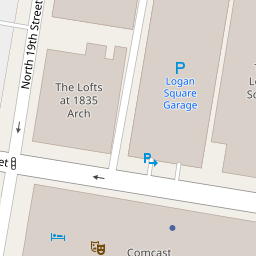 North 19th Street
The Lofts
at 1835
Arch
P
Logan
Square
Garage
P
Comcast